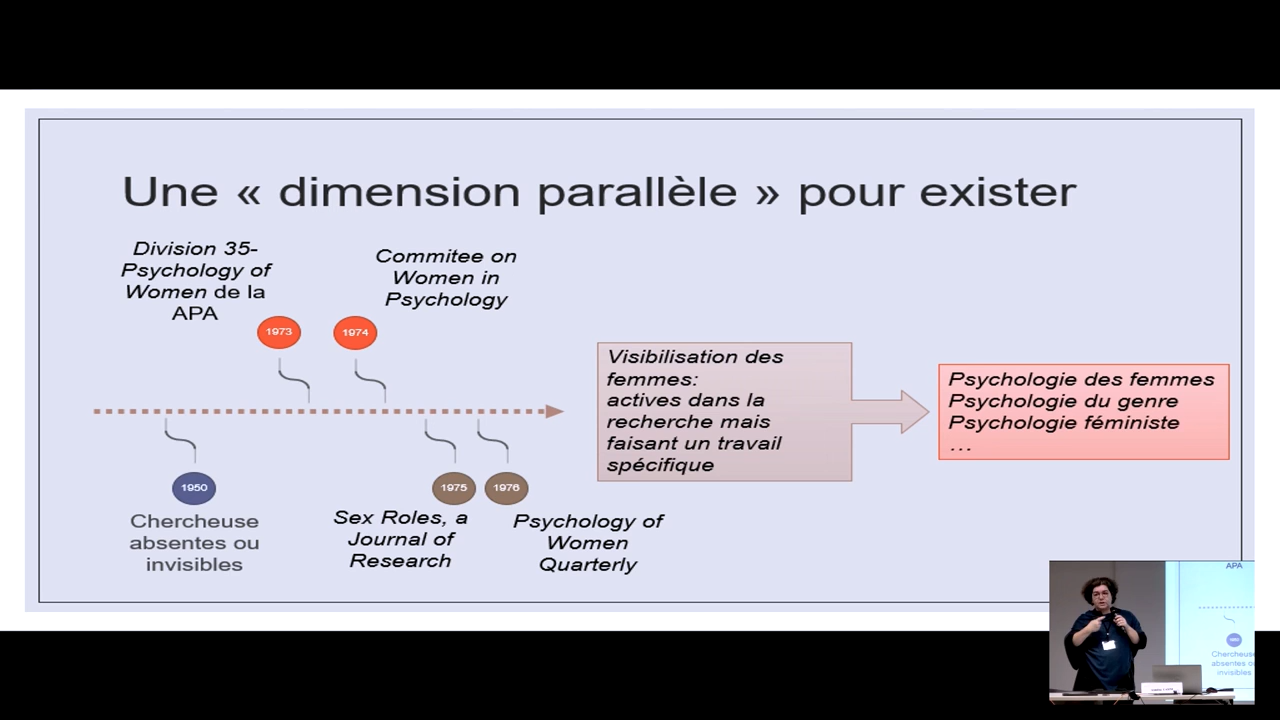 Une « dimension parallèle » pour exister
Division 35-
Psychology of
Women de la
APA
Commitee on
Women in
Psychology
1973
1974
1950
Chercheuse
absentes ou
invisibles
1975
1976
Sex Roles, a
Journal of
Research
Psychology of
Women
Quarterly
Visibilisation des
femmes:
actives dans la
recherche mais
faisant un travail
spécifique
Psychologie des femmes
Psychologie du genre
Psychologie féministe
...
APA
1950
Chercheuse
absentes o
invisibles